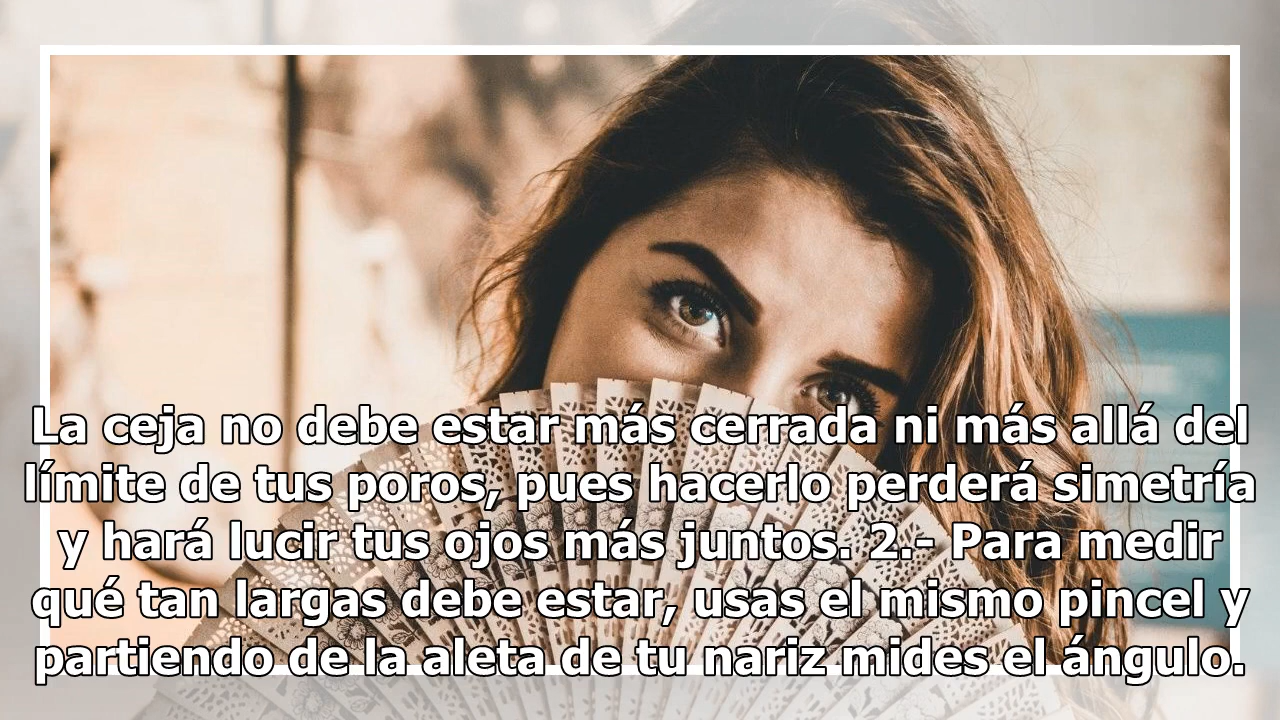 La ceja no debe estar más cerrada ni más allá del
límite de tus poros, pues hacerlo perderá simetría
y hará lucir tus ojos más juntos. 2.- Para medir
qué tan largas debe estar, usas el mismo pincel y
partiendo de la aleta de tu nariz mides el ángulo.